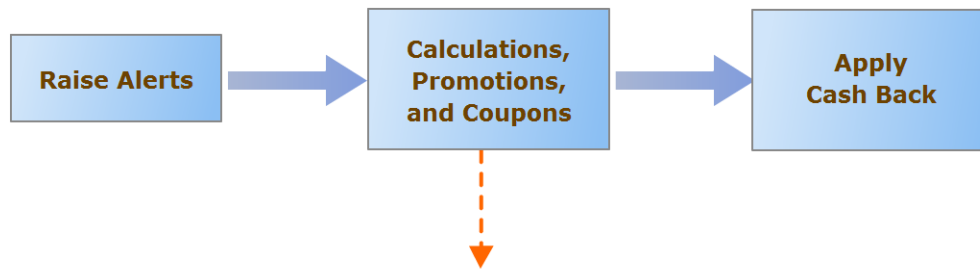 Raise Alerts
Calculations,
Promotions,
and Coupons
Apply
Cash Back